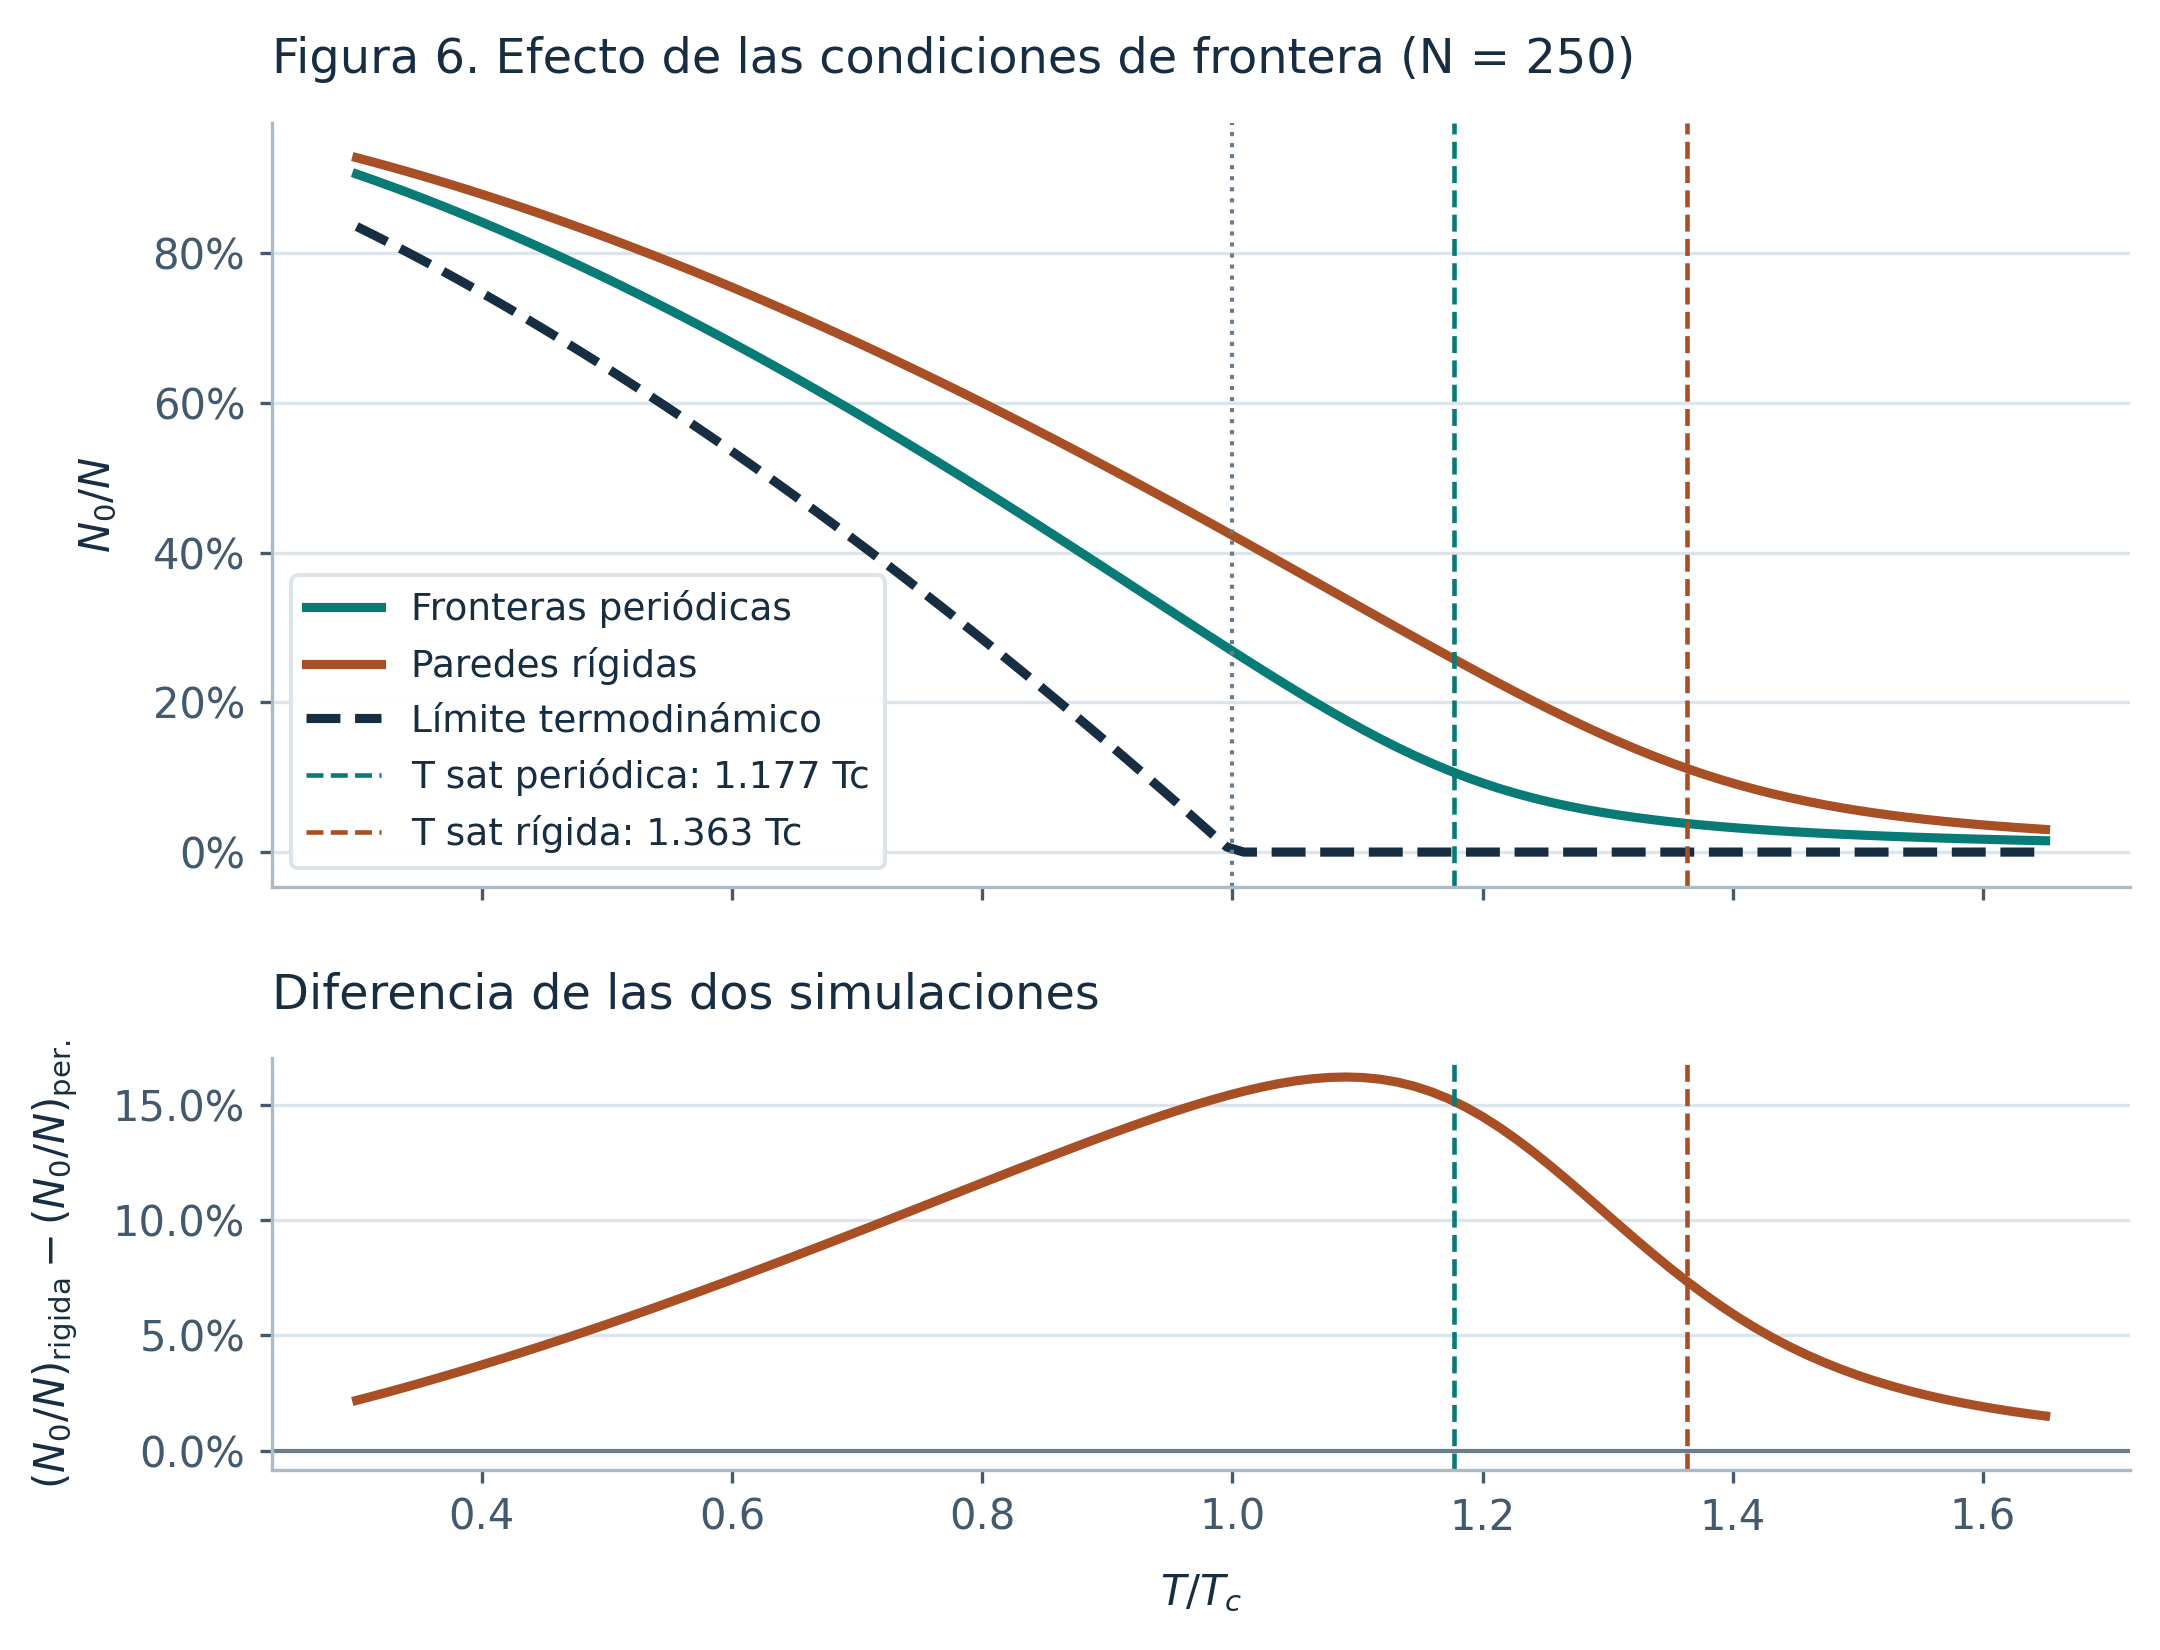 Figura 6. Efecto de las condiciones de frontera (N = 250)
N₀/N
80%
60%
40%
20%
0%
Fronteras periódicas
Paredes rígidas
Límite termodinámico
T sat periódica: 1.177 Tc
T sat rígida: 1.363 Tc
Diferencia de las dos simulaciones
(N₀/N)rigida − (N₀/N)per.
15.0%
10.0%
5.0%
0.0%
0.4 0.6 0.8 1.0 1.2 1.4 1.6
T/Tc